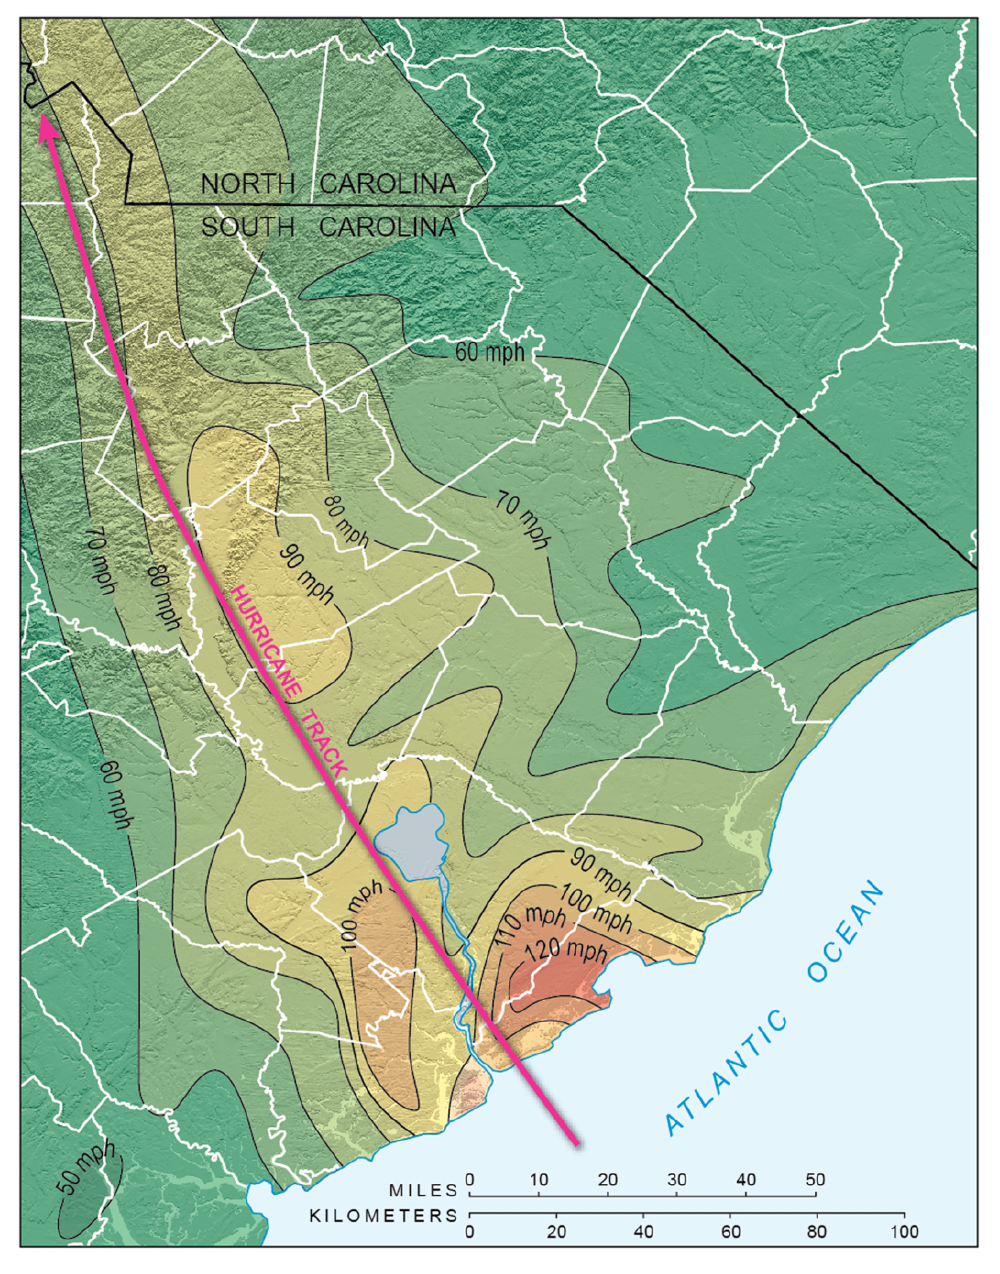 NORTH CAROLINA
SOUTH CAROLINA
60 mph
70 mph
80 mph
90 mph
70 mph
80 mph
HURRICANE TRACK
60 mph
90 mph
100 mph
100 mph
110 mph
120 mph
ATLANTIC OCEAN
50 mph
MILES 0 10 20 30 40 50
KILOMETERS 0 20 40 60 80 100